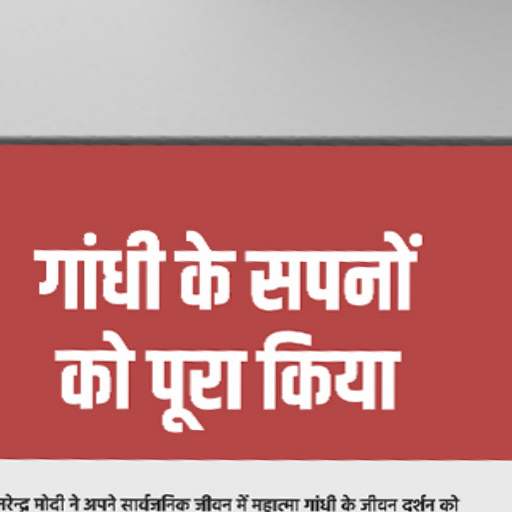 गांधी के सपनों
को पूरा किया
नरेन्द्र मोदी ने अपने सार्वजनिक जीवन में महात्मा गांधी के जीवन दर्शन को